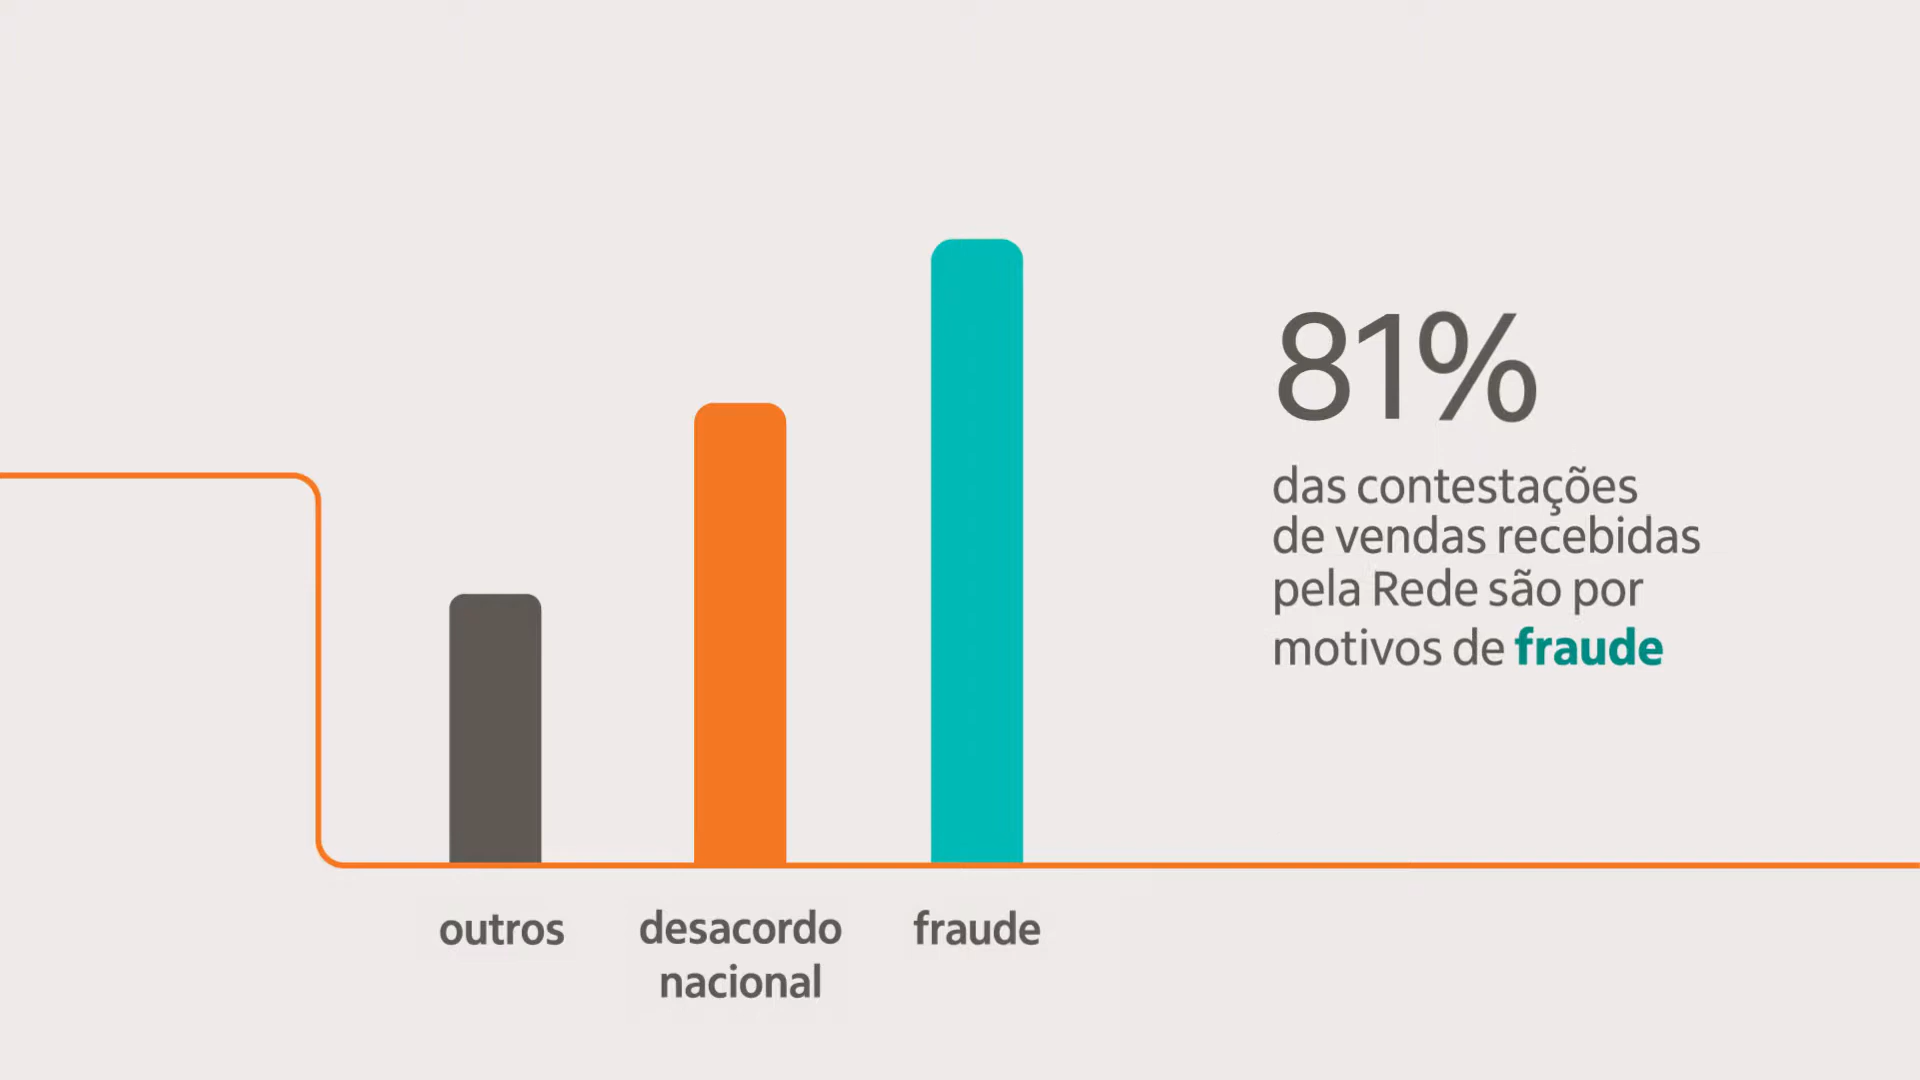 81%
das contestações
de vendas recebidas
pela Rede são por
motivos de fraude
outros
desacordo
nacional
fraude